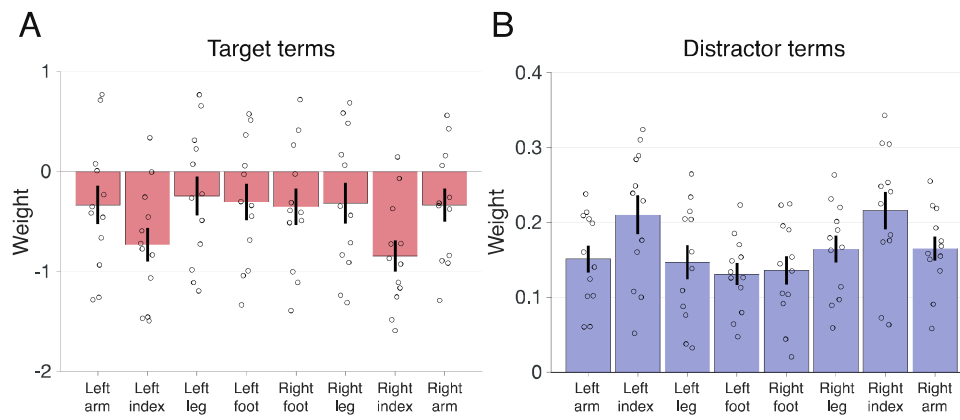 A
Target terms
Weight
1
0
-1
-2
Left arm
Left index
Left leg
Left foot
Right foot
Right leg
Right index
Right arm
B
Distractor terms
Weight
0.4
0.3
0.2
0.1
0
Left arm
Left index
Left leg
Left foot
Right foot
Right leg
Right index
Right arm